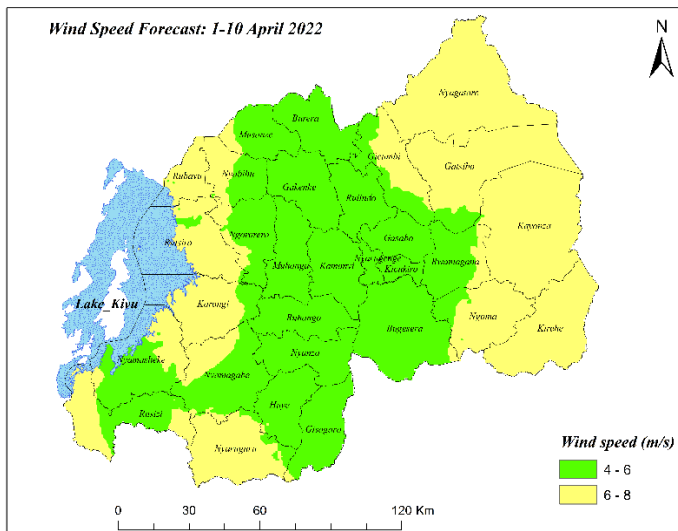 Wind Speed Forecast: 1-10 April 2022
N
Nyagatare
Burera
Musanze
Gicumbi
Gatsibo
Rubavu
Nyabihu
Gakenke
Rulindo
Kayonza
Rutsiro
Ngororero
Gasabo
Nyarugenge
Rwamagana
Muhanga
Kamonyi
Kicukiro
Lake_Kivu
Karongi
Ruhango
Bugesera
Ngoma
Kirehe
Nyamasheke
Nyanza
Nyamagabe
Huye
Rusizi
Gisagara
Nyaruguru
Wind speed (m/s)
4 - 6
6 - 8
0 30 60 120 Km